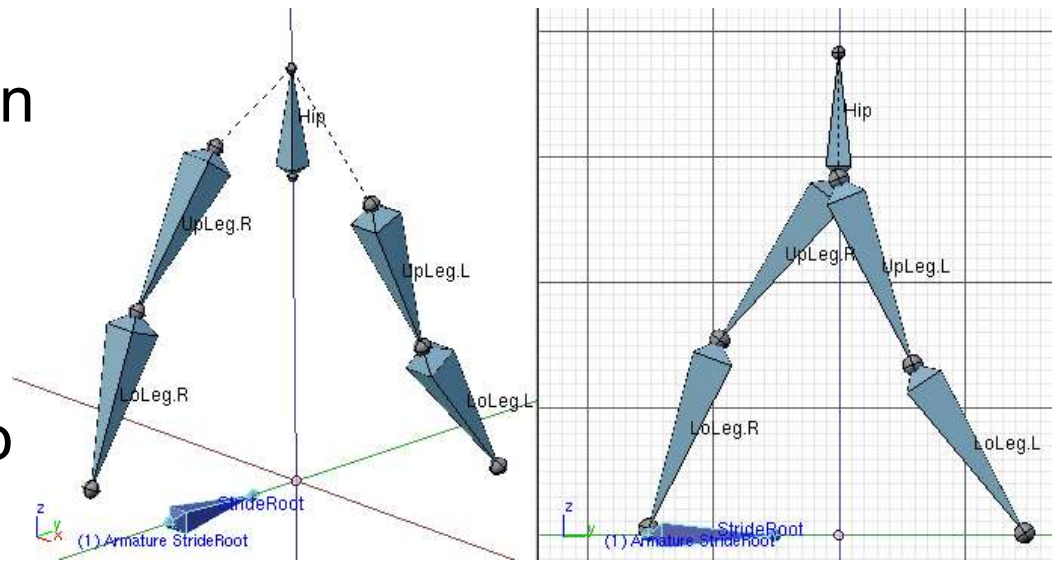 n
Hip
UpLeg.R
UpLeg.L
LoLeg.R
LoLeg.L
o
StrideRoot
z
y
x
(1) Armature StrideRoot
Hip
UpLeg.R
UpLeg.L
LoLeg.R
LoLeg.L
z
y
StrideRoot
(1) Armature StrideRoot